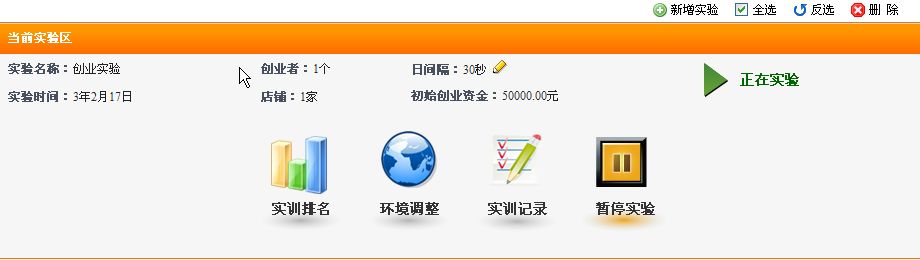 新增实验 全选 反选 删 除
当前实验区
实验名称：创业实验 创业者：1个 日间隔：30秒
正在实验
实验时间：3年2月17日 店铺：1家 初始创业资金：50000.00元
实训排名 环境调整 实训记录 暂停实验